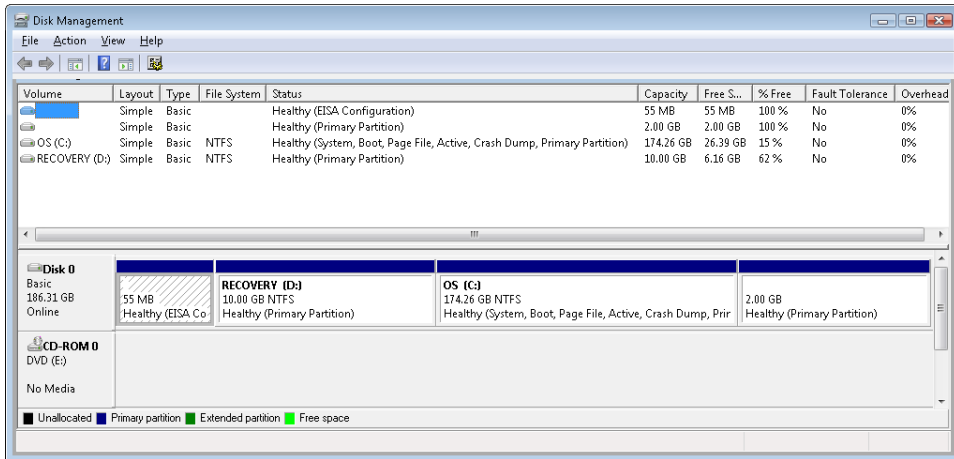 Disk Management
File Action View Help
Volume Layout Type File System Status Capacity Free S... % Free Fault Tolerance Overhead
Simple Basic Healthy (EISA Configuration) 55 MB 55 MB 100 % No 0%
Simple Basic Healthy (Primary Partition) 2.00 GB 2.00 GB 100 % No 0%
OS (C:) Simple Basic NTFS Healthy (System, Boot, Page File, Active, Crash Dump, Primary Partition) 174.26 GB 26.39 GB 15 % No 0%
RECOVERY (D:) Simple Basic NTFS Healthy (Primary Partition) 10.00 GB 6.16 GB 62 % No 0%
Disk 0
Basic
186.31 GB
Online
55 MB
Healthy (EISA Co
RECOVERY (D:)
10.00 GB NTFS
Healthy (Primary Partition)
OS (C:)
174.26 GB NTFS
Healthy (System, Boot, Page File, Active, Crash Dump, Prir
2.00 GB
Healthy (Primary Partition)
CD-ROM 0
DVD (E:)
No Media
Unallocated Primary partition Extended partition Free space